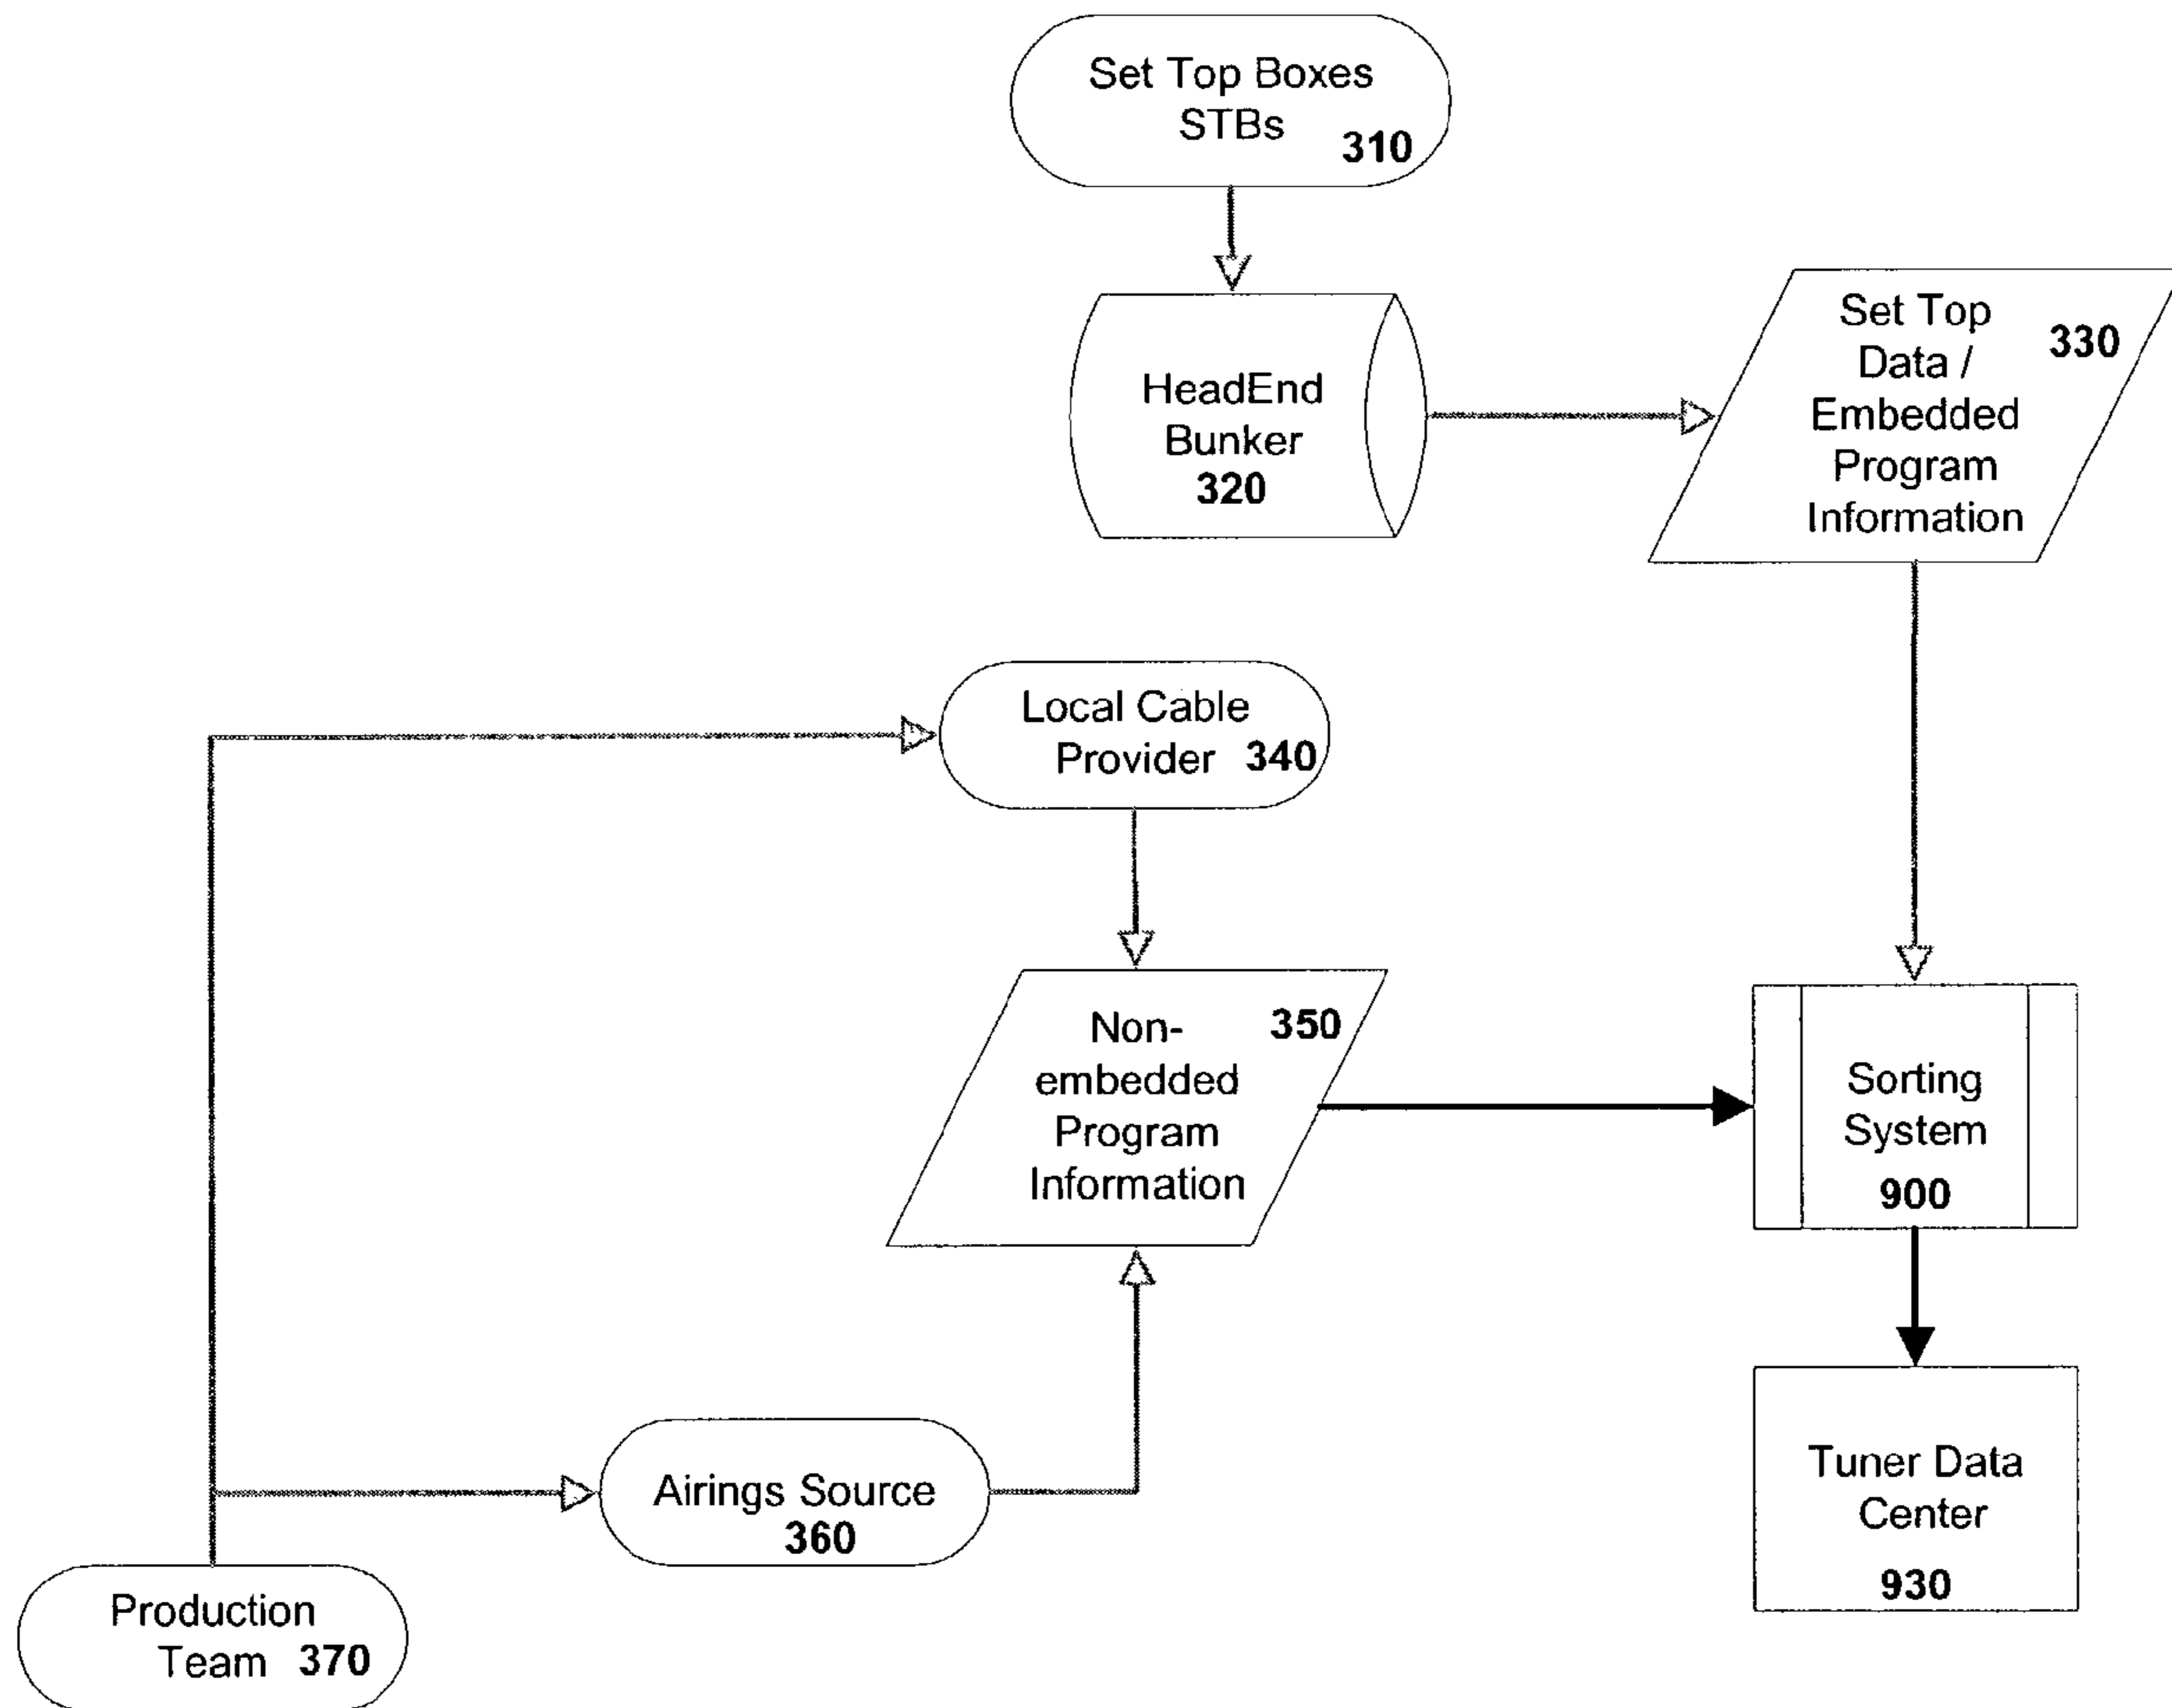 Set Top Boxes
STBs 310
HeadEnd
Bunker
320
Set Top 330
Data /
Embedded
Program
Information
Local Cable
Provider 340
Non- 350
embedded
Program
Information
Sorting
System
900
Airings Source
360
Tuner Data
Center
930
Production
Team 370